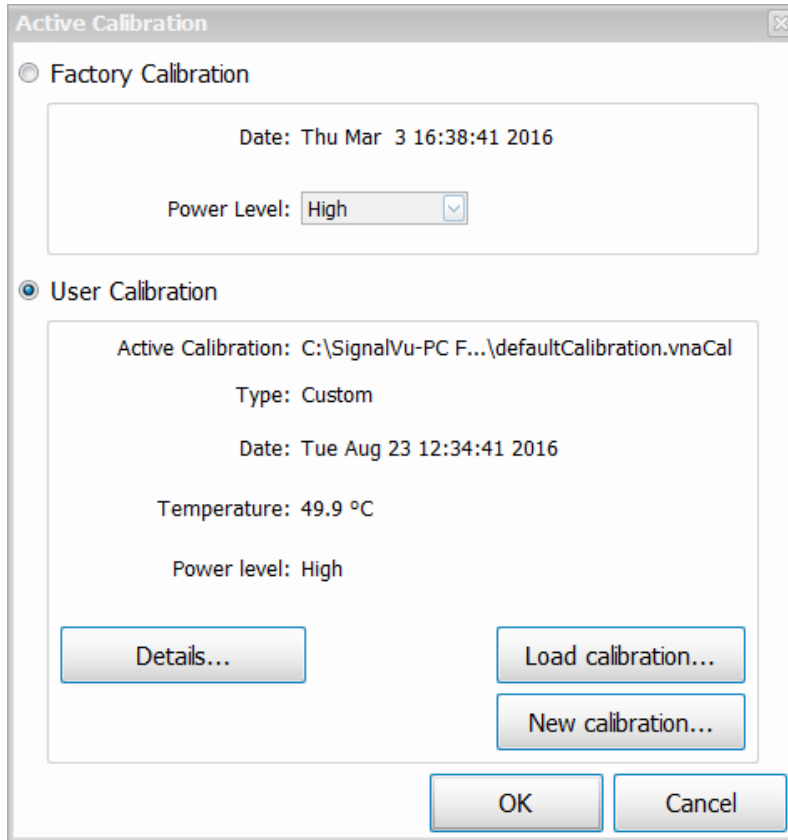 Active Calibration
Factory Calibration
Date: Thu Mar  3 16:38:41 2016
Power Level: High
User Calibration
Active Calibration: C:\SignalVu-PC F...\defaultCalibration.vnaCal
Type: Custom
Date: Tue Aug 23 12:34:41 2016
Temperature: 49.9 ºC
Power level: High
Details... Load calibration...
New calibration...
OK Cancel